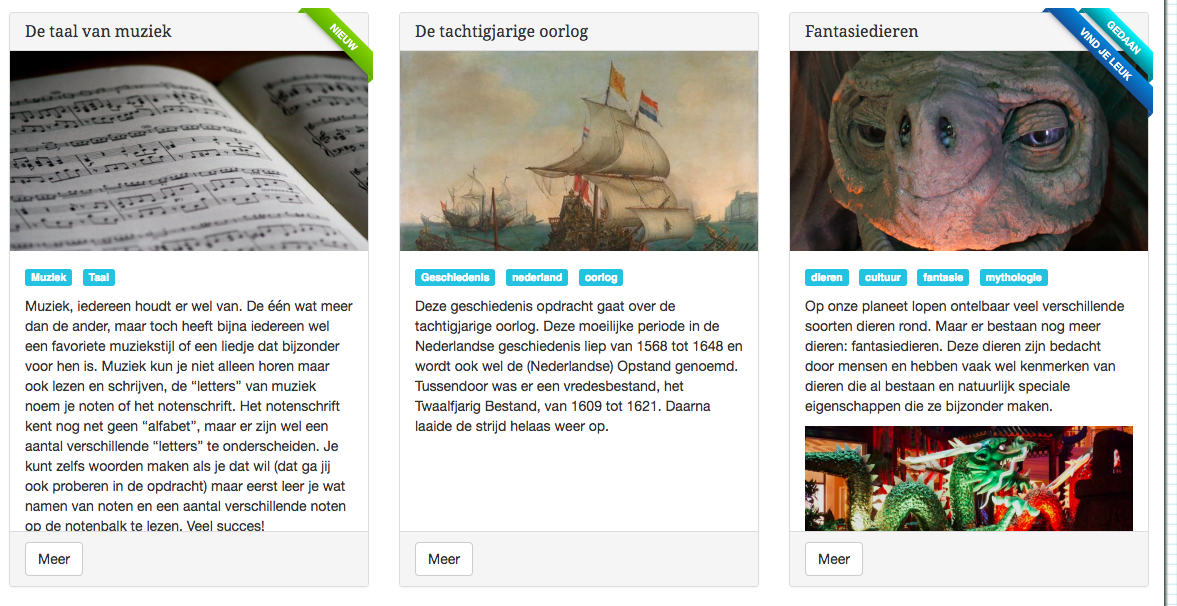 De taal van muziek
NIEUW
Muziek Taal
Muziek, iedereen houdt er wel van. De één wat meer
dan de ander, maar toch heeft bijna iedereen wel
een favoriete muziekstijl of een liedje dat bijzonder
voor hen is. Muziek kun je niet alleen horen maar
ook lezen en schrijven, de “letters” van muziek
noem je noten of het notenschrift. Het notenschrift
kent nog net geen “alfabet”, maar er zijn wel een
aantal verschillende “letters” te onderscheiden. Je
kunt zelfs woorden maken als je dat wil (dat ga jij
ook proberen in de opdracht) maar eerst leer je wat
namen van noten en een aantal verschillende noten
op de notenbalk te lezen. Veel succes!
Meer
De tachtigjarige oorlog
Geschiedenis nederland oorlog
Deze geschiedenis opdracht gaat over de
tachtigjarige oorlog. Deze moeilijke periode in de
Nederlandse geschiedenis liep van 1568 tot 1648 en
wordt ook wel de (Nederlandse) Opstand genoemd.
Tussendoor was er een vredesbestand, het
Twaalfjarig Bestand, van 1609 tot 1621. Daarna
laaide de strijd helaas weer op.
Meer
Fantasiedieren
GEDAAN
VIND JE LEUK
dieren cultuur fantasie mythologie
Op onze planeet lopen ontelbaar veel verschillende
soorten dieren rond. Maar er bestaan nog meer
dieren: fantasiedieren. Deze dieren zijn bedacht
door mensen en hebben vaak wel kenmerken van
dieren die al bestaan en natuurlijk speciale
eigenschappen die ze bijzonder maken.
Meer